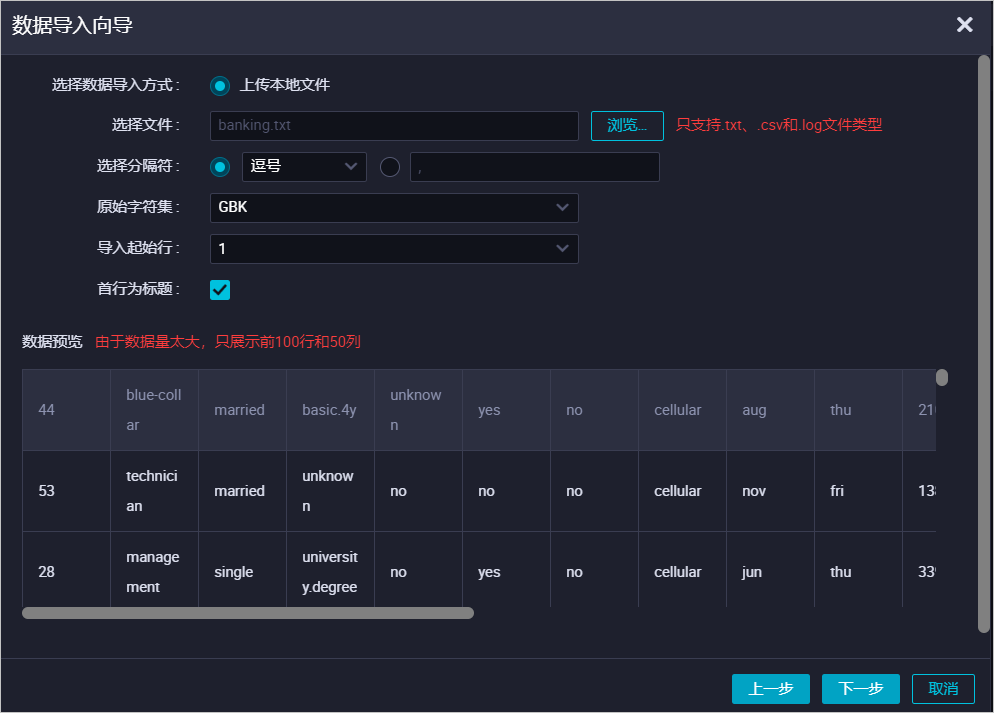 数据导入向导
选择数据导入方式： 上传本地文件
选择文件： banking.txt 浏览... 只支持.txt、.csv和.log文件类型
选择分隔符： 逗号 ,
原始字符集： GBK
导入起始行： 1
首行为标题：
数据预览 由于数据量太大，只展示前100行和50列
44 blue-collar married basic.4y unknown yes no cellular aug thu
53 technician married unknown no no no cellular nov fri
28 management single university.degree no yes no cellular jun thu
上一步 下一步 取消